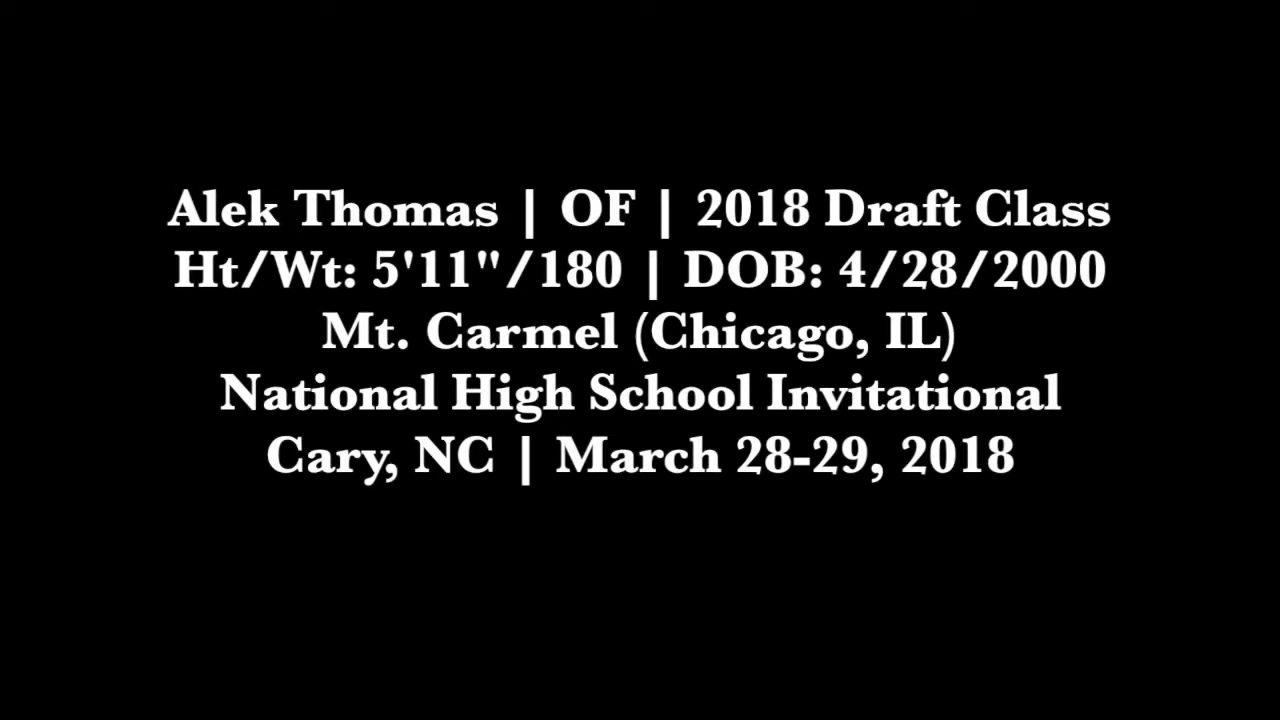 Alek Thomas | OF | 2018 Draft Class
Ht/Wt: 5'11"/180 | DOB: 4/28/2000
Mt. Carmel (Chicago, IL)
National High School Invitational
Cary, NC | March 28-29, 2018